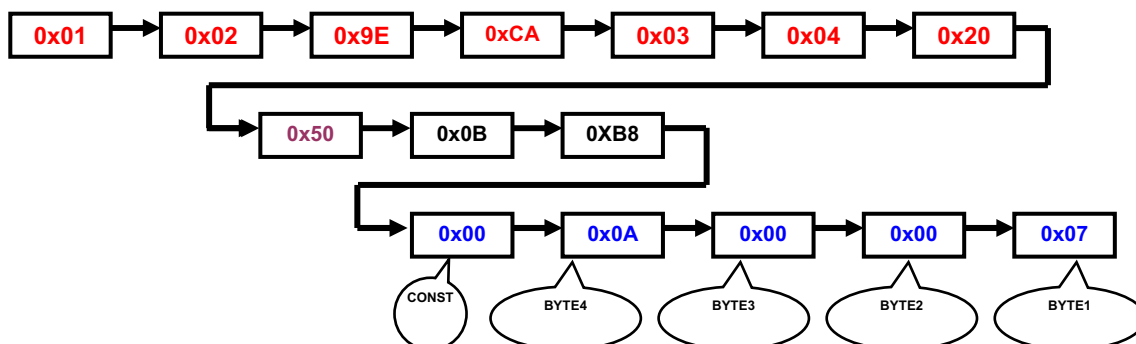 0x01 0x02 0x9E 0xCA 0x03 0x04 0x20
0x50 0x0B 0XB8
0x00 0x0A 0x00 0x00 0x07
CONST BYTE4 BYTE3 BYTE2 BYTE1